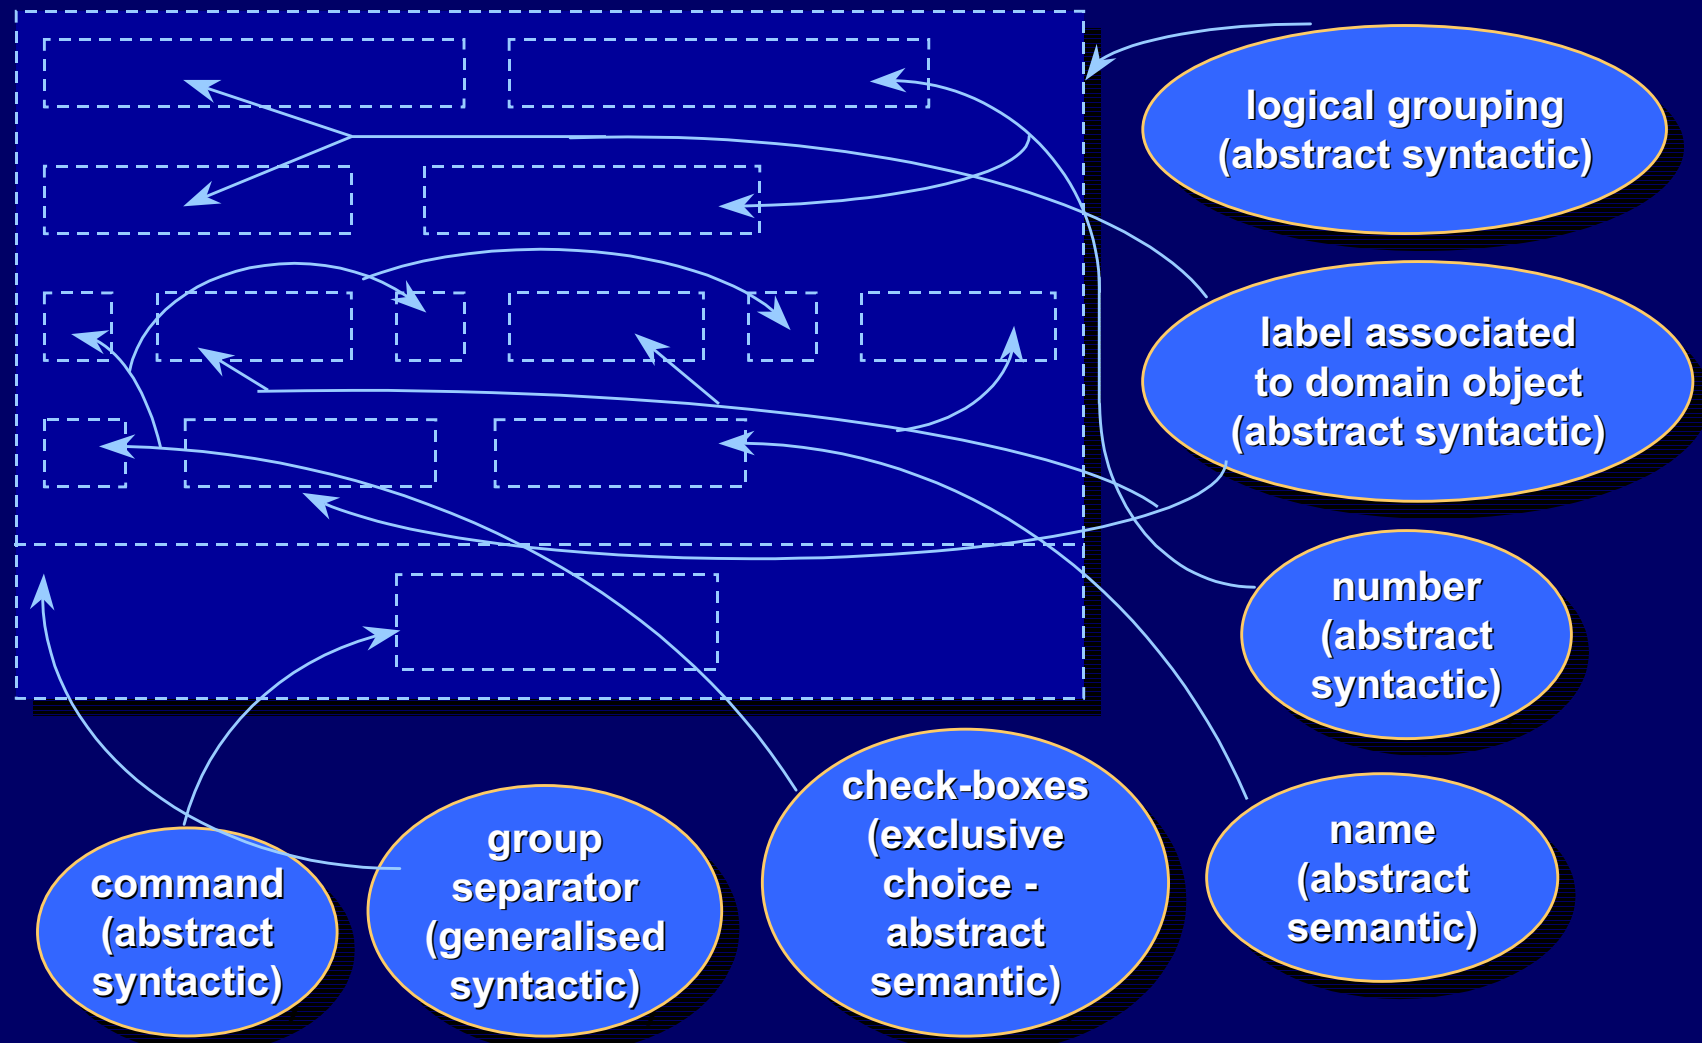 logical grouping
(abstract syntactic)
label associated
to domain object
(abstract syntactic)
number
(abstract
syntactic)
name
(abstract
semantic)
check-boxes
(exclusive
choice -
abstract
semantic)
group
separator
(generalised
syntactic)
command
(abstract
syntactic)